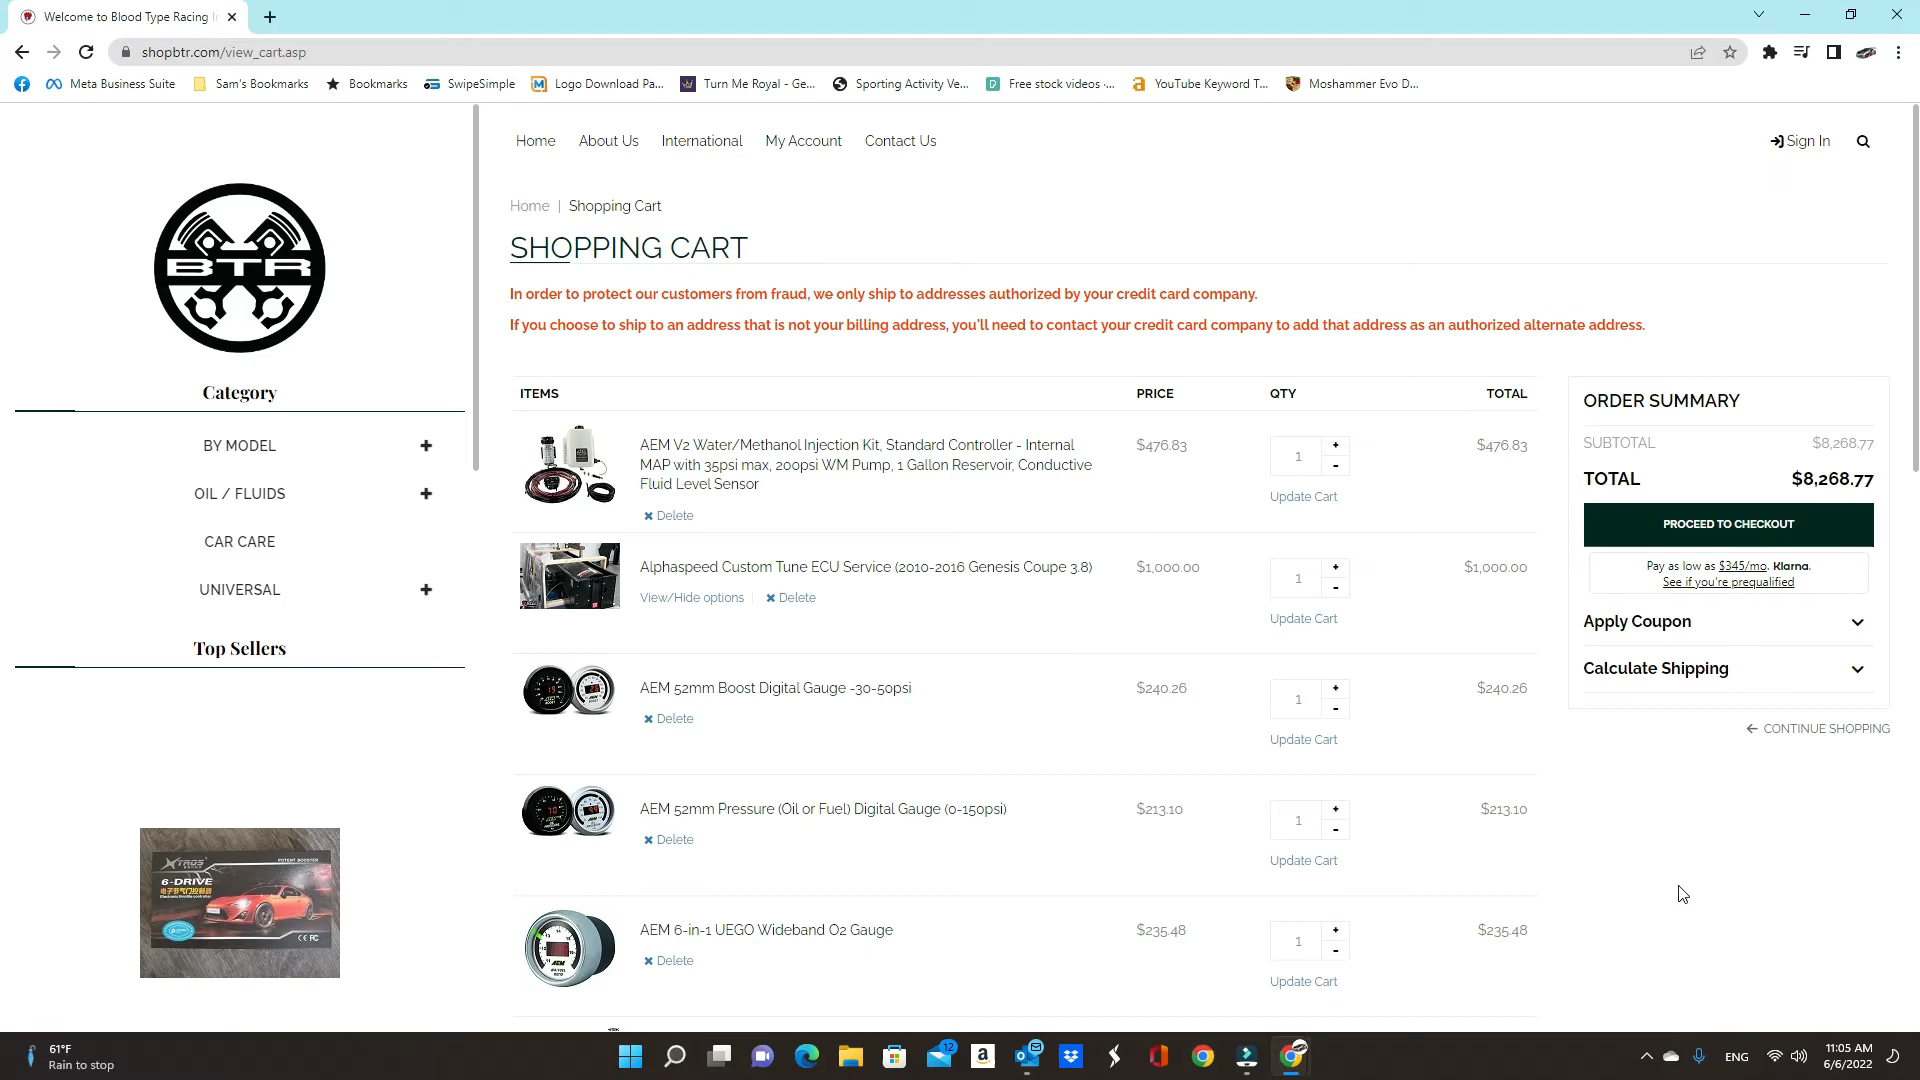 Welcome to Blood Type Racing I
shopbtr.com/view_cart.asp
Meta Business Suite
Sam's Bookmarks
Bookmarks
SwipeSimple
Logo Download Pa...
Turn Me Royal - Ge...
Sporting Activity Ve...
Free stock videos -...
YouTube Keyword T...
Moshammer Evo D...
Home About Us International My Account Contact Us
Sign In
BTR
Category
BY MODEL
OIL / FLUIDS
CAR CARE
UNIVERSAL
Top Sellers
XTROS
POTENT BOOSTER
6-DRIVE
电子节气门控制器
Home | Shopping Cart
SHOPPING CART
In order to protect our customers from fraud, we only ship to addresses authorized by your credit card company.
If you choose to ship to an address that is not your billing address, you'll need to contact your credit card company to add that address as an authorized alternate address.
ITEMS PRICE QTY TOTAL
AEM V2 Water/Methanol Injection Kit, Standard Controller - Internal
MAP with 35psi max, 200psi WM Pump, 1 Gallon Reservoir, Conductive
Fluid Level Sensor
Delete
$476.83
1
+
-
Update Cart
$476.83
Alphaspeed Custom Tune ECU Service (2010-2016 Genesis Coupe 3.8)
View/Hide options
Delete
$1,000.00
1
+
-
Update Cart
$1,000.00
AEM 52mm Boost Digital Gauge -30-50psi
Delete
$240.26
1
+
-
Update Cart
$240.26
AEM 52mm Pressure (Oil or Fuel) Digital Gauge (0-150psi)
Delete
$213.10
1
+
-
Update Cart
$213.10
AEM 6-in-1 UEGO Wideband O2 Gauge
Delete
$235.48
1
+
-
Update Cart
$235.48
ORDER SUMMARY
SUBTOTAL $8,268.77
TOTAL $8,268.77
PROCEED TO CHECKOUT
Pay as low as $345/mo. Klarna.
See if you're prequalified
Apply Coupon
Calculate Shipping
CONTINUE SHOPPING
61°F
Rain to stop
12
ENG
11:05 AM
6/6/2022